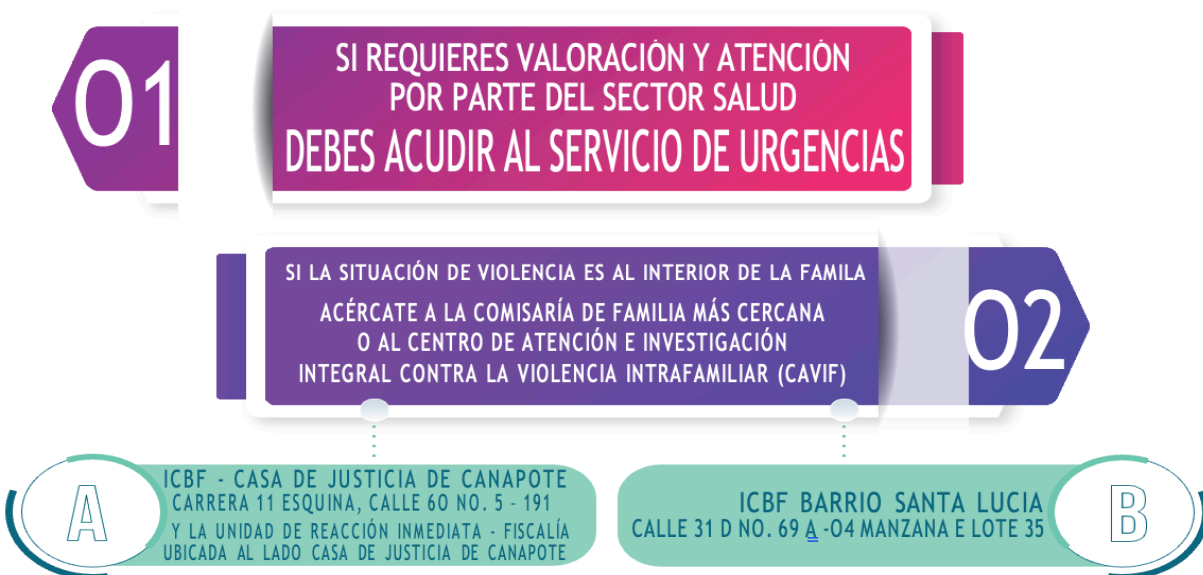 01
SI REQUIERES VALORACIÓN Y ATENCIÓN
POR PARTE DEL SECTOR SALUD
DEBES ACUDIR AL SERVICIO DE URGENCIAS
SI LA SITUACIÓN DE VIOLENCIA ES AL INTERIOR DE LA FAMILA
ACÉRCATE A LA COMISARÍA DE FAMILIA MÁS CERCANA
O AL CENTRO DE ATENCIÓN E INVESTIGACIÓN
INTEGRAL CONTRA LA VIOLENCIA INTRAFAMILIAR (CAVIF)
02
A
ICBF - CASA DE JUSTICIA DE CANAPOTE
CARRERA 11 ESQUINA, CALLE 60 NO. 5 - 191
Y LA UNIDAD DE REACCIÓN INMEDIATA - FISCALÍA
UBICADA AL LADO CASA DE JUSTICIA DE CANAPOTE
ICBF BARRIO SANTA LUCIA
CALLE 31 D NO. 69 A -04 MANZANA E LOTE 35
B